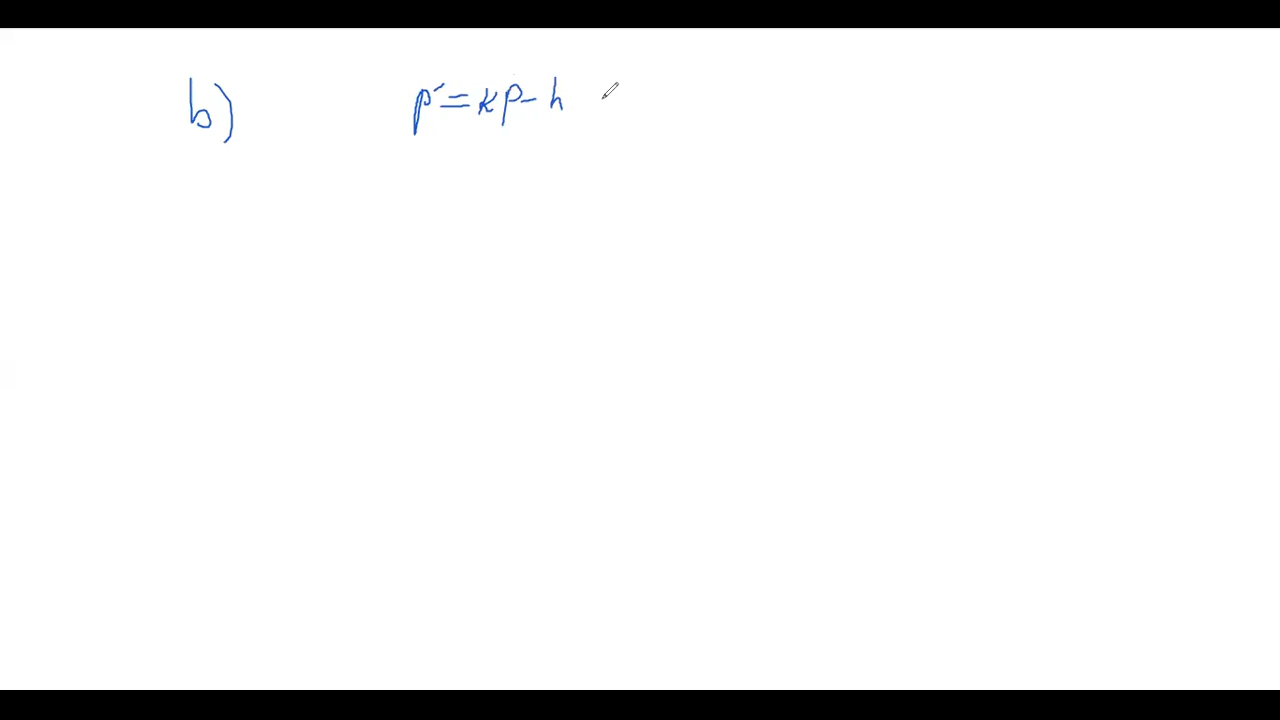 b) p' = kp - h